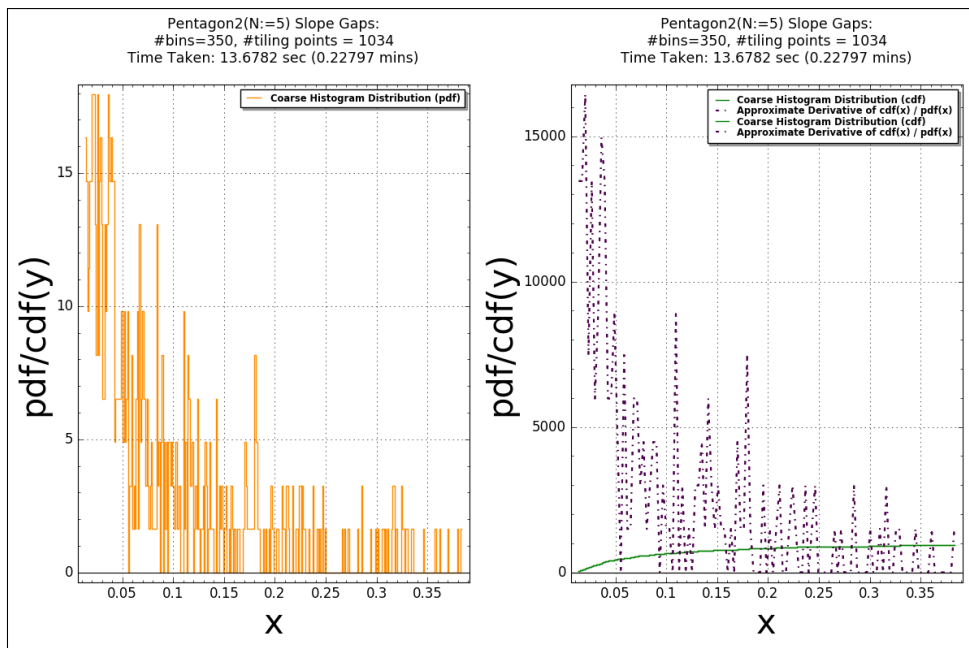 Pentagon2(N:=5) Slope Gaps:
#bins=350, #tiling points = 1034
Time Taken: 13.6782 sec (0.22797 mins)
Coarse Histogram Distribution (pdf)
pdf/cdf(y)
15
10
5
0
0.05
0.1
0.15
0.2
0.25
0.3
0.35
x
Pentagon2(N:=5) Slope Gaps:
#bins=350, #tiling points = 1034
Time Taken: 13.6782 sec (0.22797 mins)
Coarse Histogram Distribution (cdf)
Approximate Derivative of cdf(x) / pdf(x)
Coarse Histogram Distribution (cdf)
Approximate Derivative of cdf(x) / pdf(x)
pdf/cdf(y)
15000
10000
5000
0
0.05
0.1
0.15
0.2
0.25
0.3
0.35
x